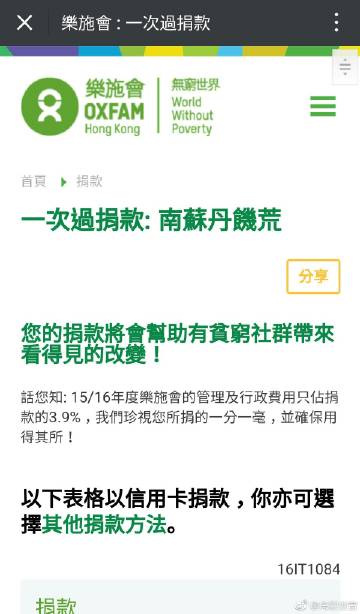 樂施會 : 一次過捐款
樂施會
OXFAM
Hong Kong
無窮世界
World
Without
Poverty
首頁
捐款
一次過捐款: 南蘇丹饑荒
分享
您的捐款將會幫助有貧窮社群帶來
看得見的改變！
話您知: 15/16年度樂施會的管理及行政費用只佔捐
款的3.9%，我們珍視您所捐的一分一毫，並確保用
得其所！
以下表格以信用卡捐款，你亦可選
擇其他捐款方法。
16IT1084
捐款